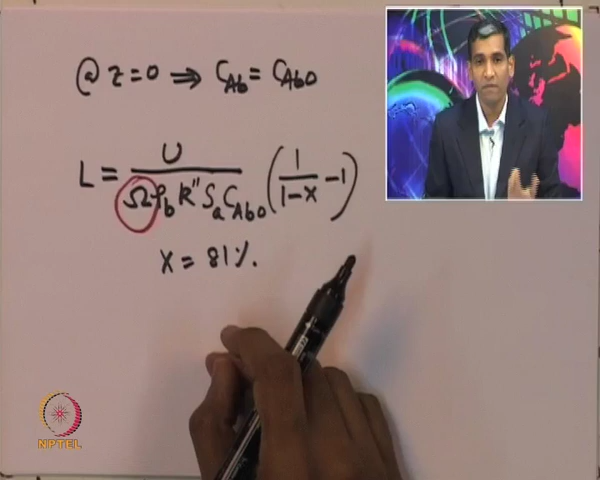 @ z=0 ⇒ C_Ab = C_Ab0
L = U / (Ω ρ_b k'' S_a C_Ab0) (1/(1-x) - 1)
x = 81%.
NPTEL